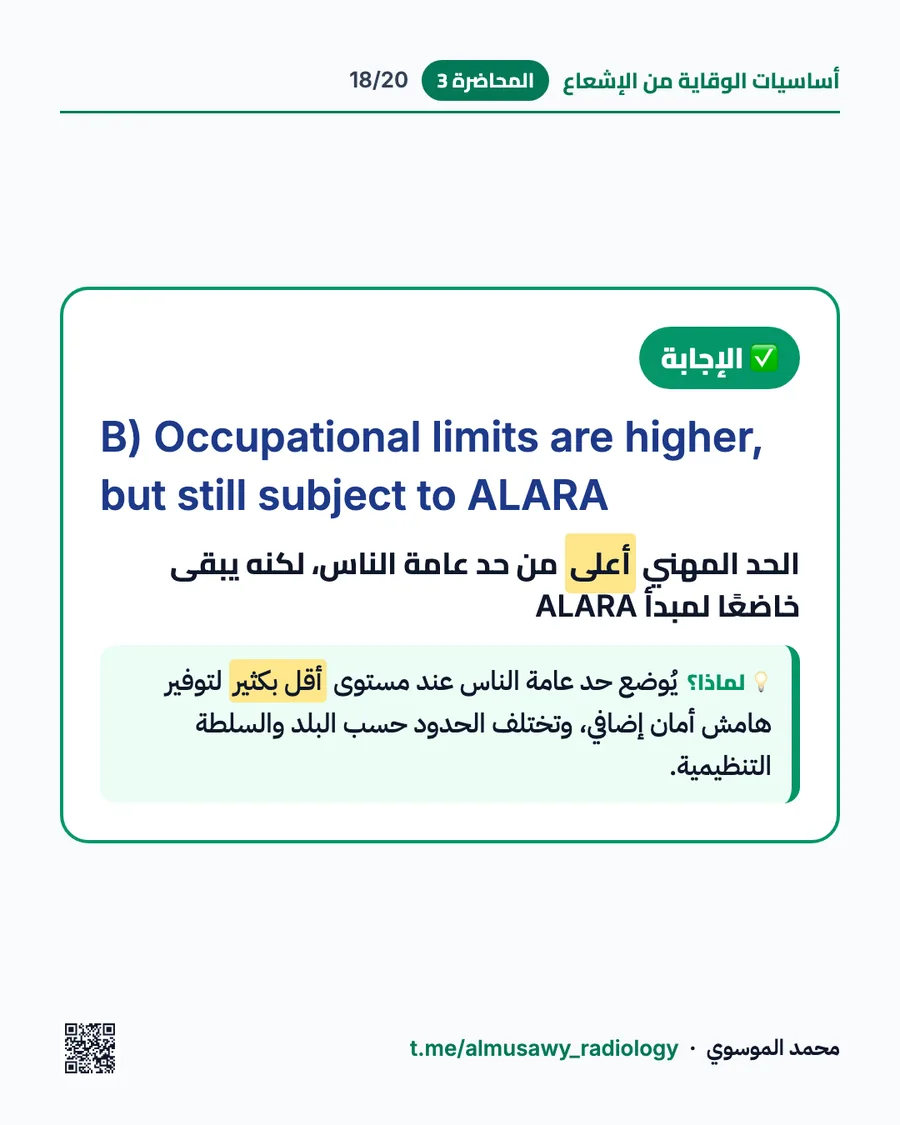 أساسيات الوقاية من الإشعاع المحاضرة 3 18/20
✅ الإجابة
B) Occupational limits are higher,
but still subject to ALARA
الحد المهني أعلى من حد عامة الناس، لكنه يبقى
خاضعًا لمبدأ ALARA
💡 لماذا؟ يُوضع حد عامة الناس عند مستوى أقل بكثير لتوفير
هامش أمان إضافي، وتختلف الحدود حسب البلد والسلطة
التنظيمية.
محمد الموسوي · t.me/almusawy_radiology